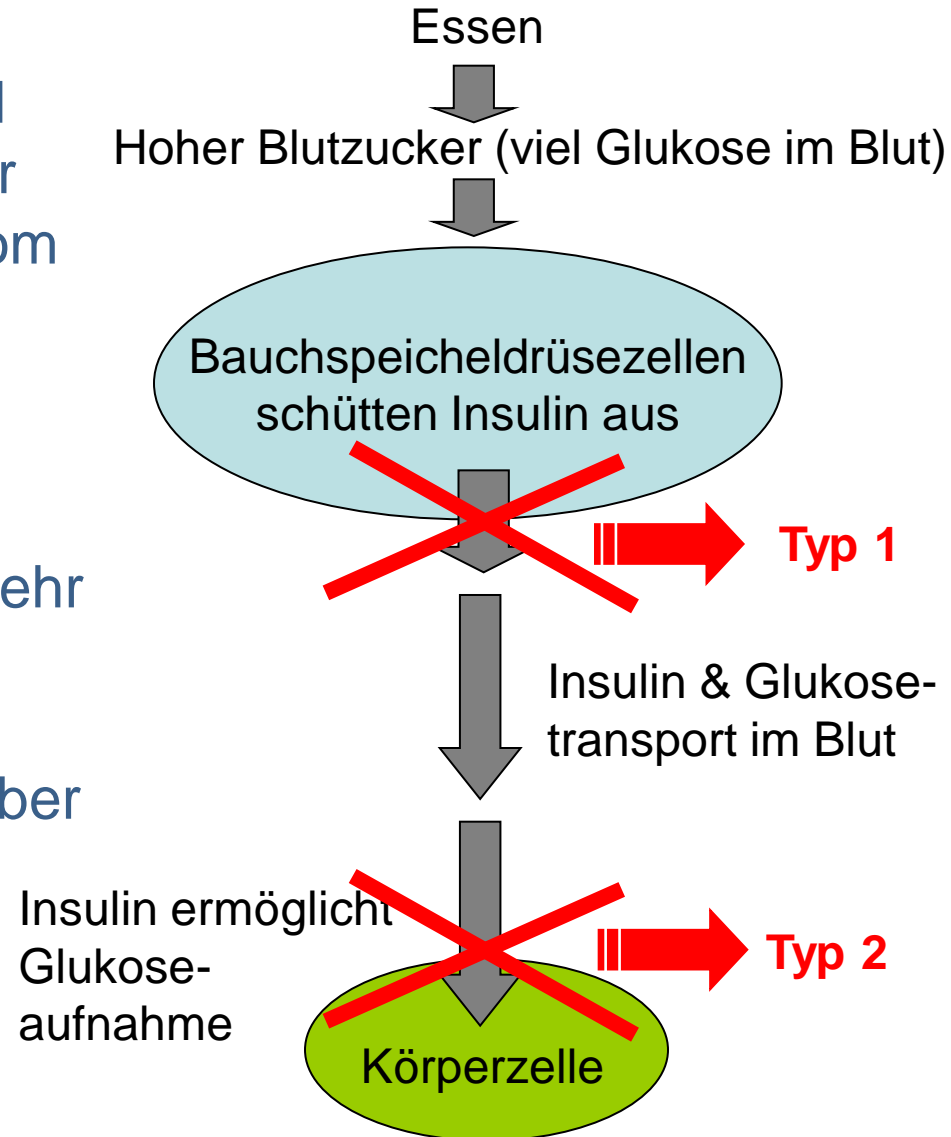 Essen
Hoher Blutzucker (viel Glukose im Blut)
Bauchspeicheldrüsezellen
schütten Insulin aus
Typ 1
Insulin & Glukose-
transport im Blut
Insulin ermöglicht
Glukose-
aufnahme
Typ 2
Körperzelle